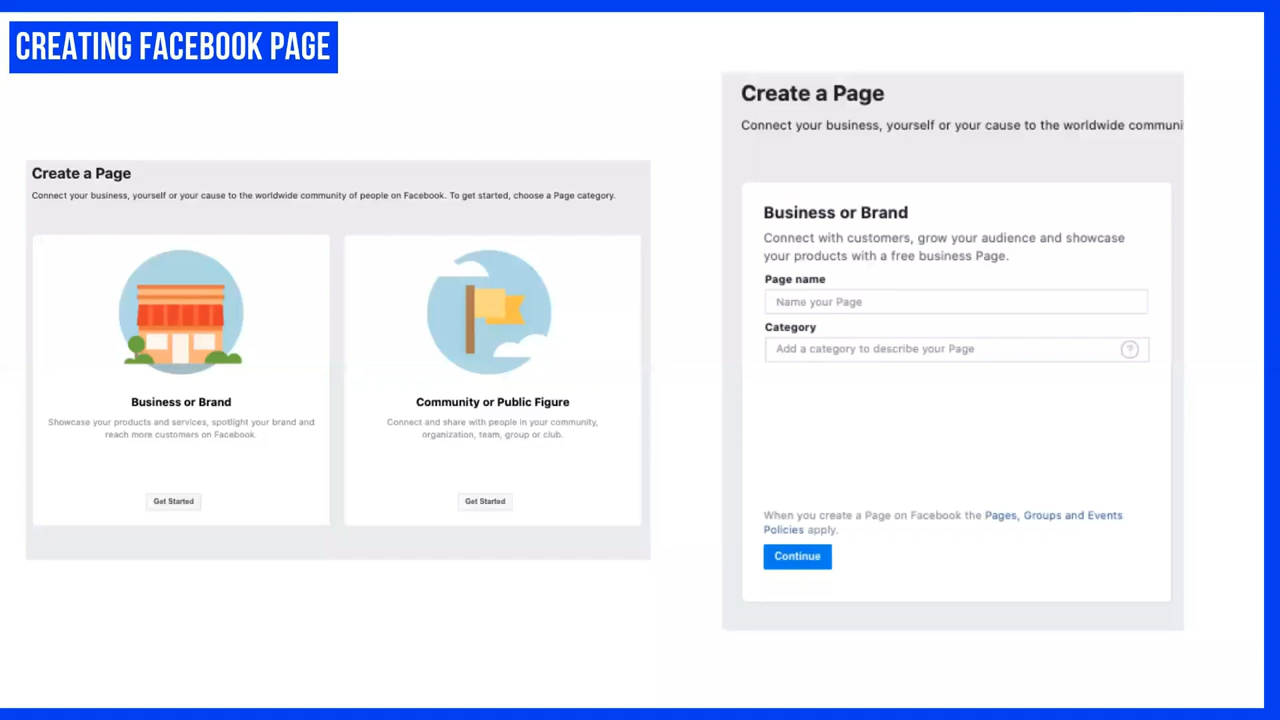 CREATING FACEBOOK PAGE
Create a Page
Connect your business, yourself or your cause to the worldwide community of people on Facebook. To get started, choose a Page category.
Business or Brand
Showcase your products and services, spotlight your brand and
reach more customers on Facebook.
Get Started
Community or Public Figure
Connect and share with people in your community,
organization, team, group or club.
Get Started
Create a Page
Connect your business, yourself or your cause to the worldwide communi
Business or Brand
Connect with customers, grow your audience and showcase
your products with a free business Page.
Page name
Name your Page
Category
Add a category to describe your Page
When you create a Page on Facebook the Pages, Groups and Events
Policies apply.
Continue